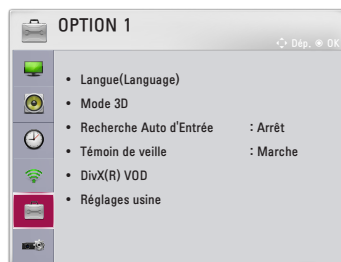 OPTION 1
Dép. OK
• Langue(Language)
• Mode 3D
• Recherche Auto d'Entrée : Arrêt
• Témoin de veille : Marche
• DivX(R) VOD
• Réglages usine